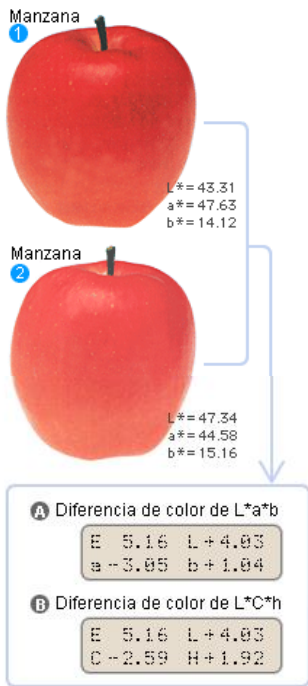 Manzana
1
L*=43.31
a*=47.63
b*=14.12
Manzana
2
L*=47.34
a*=44.58
b*=15.16
A Diferencia de color de L*a*b
E 5.16 L+4.03
a-3.05 b+1.04
B Diferencia de color de L*C*h
E 5.16 L+4.03
C-2.59 H+1.92